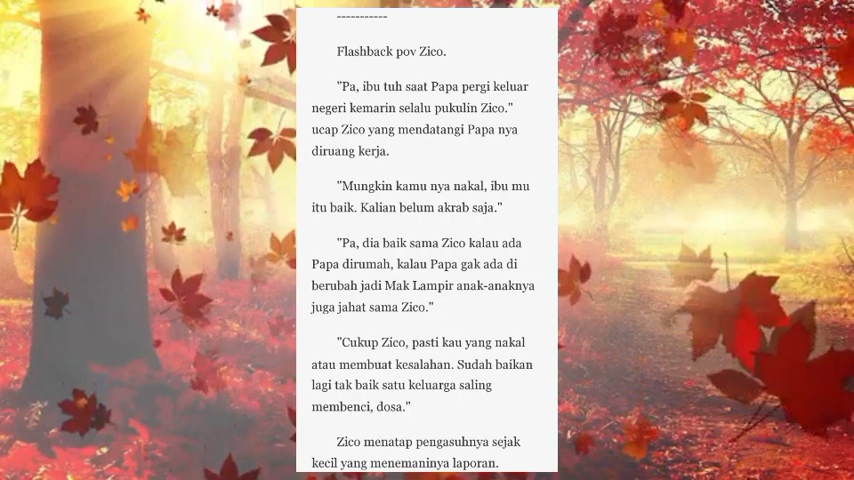 -----------
Flashback pov Zico.
"Pa, ibu tuh saat Papa pergi keluar
negeri kemarin selalu pukulin Zico."
ucap Zico yang mendatangi Papa nya
diruang kerja.
"Mungkin kamu nya nakal, ibu mu
itu baik. Kalian belum akrab saja."
"Pa, dia baik sama Zico kalau ada
Papa dirumah, kalau Papa gak ada di
berubah jadi Mak Lampir anak-anaknya
juga jahat sama Zico."
"Cukup Zico, pasti kau yang nakal
atau membuat kesalahan. Sudah baikan
lagi tak baik satu keluarga saling
membenci, dosa."
Zico menatap pengasuhnya sejak
kecil yang menemaninya laporan.